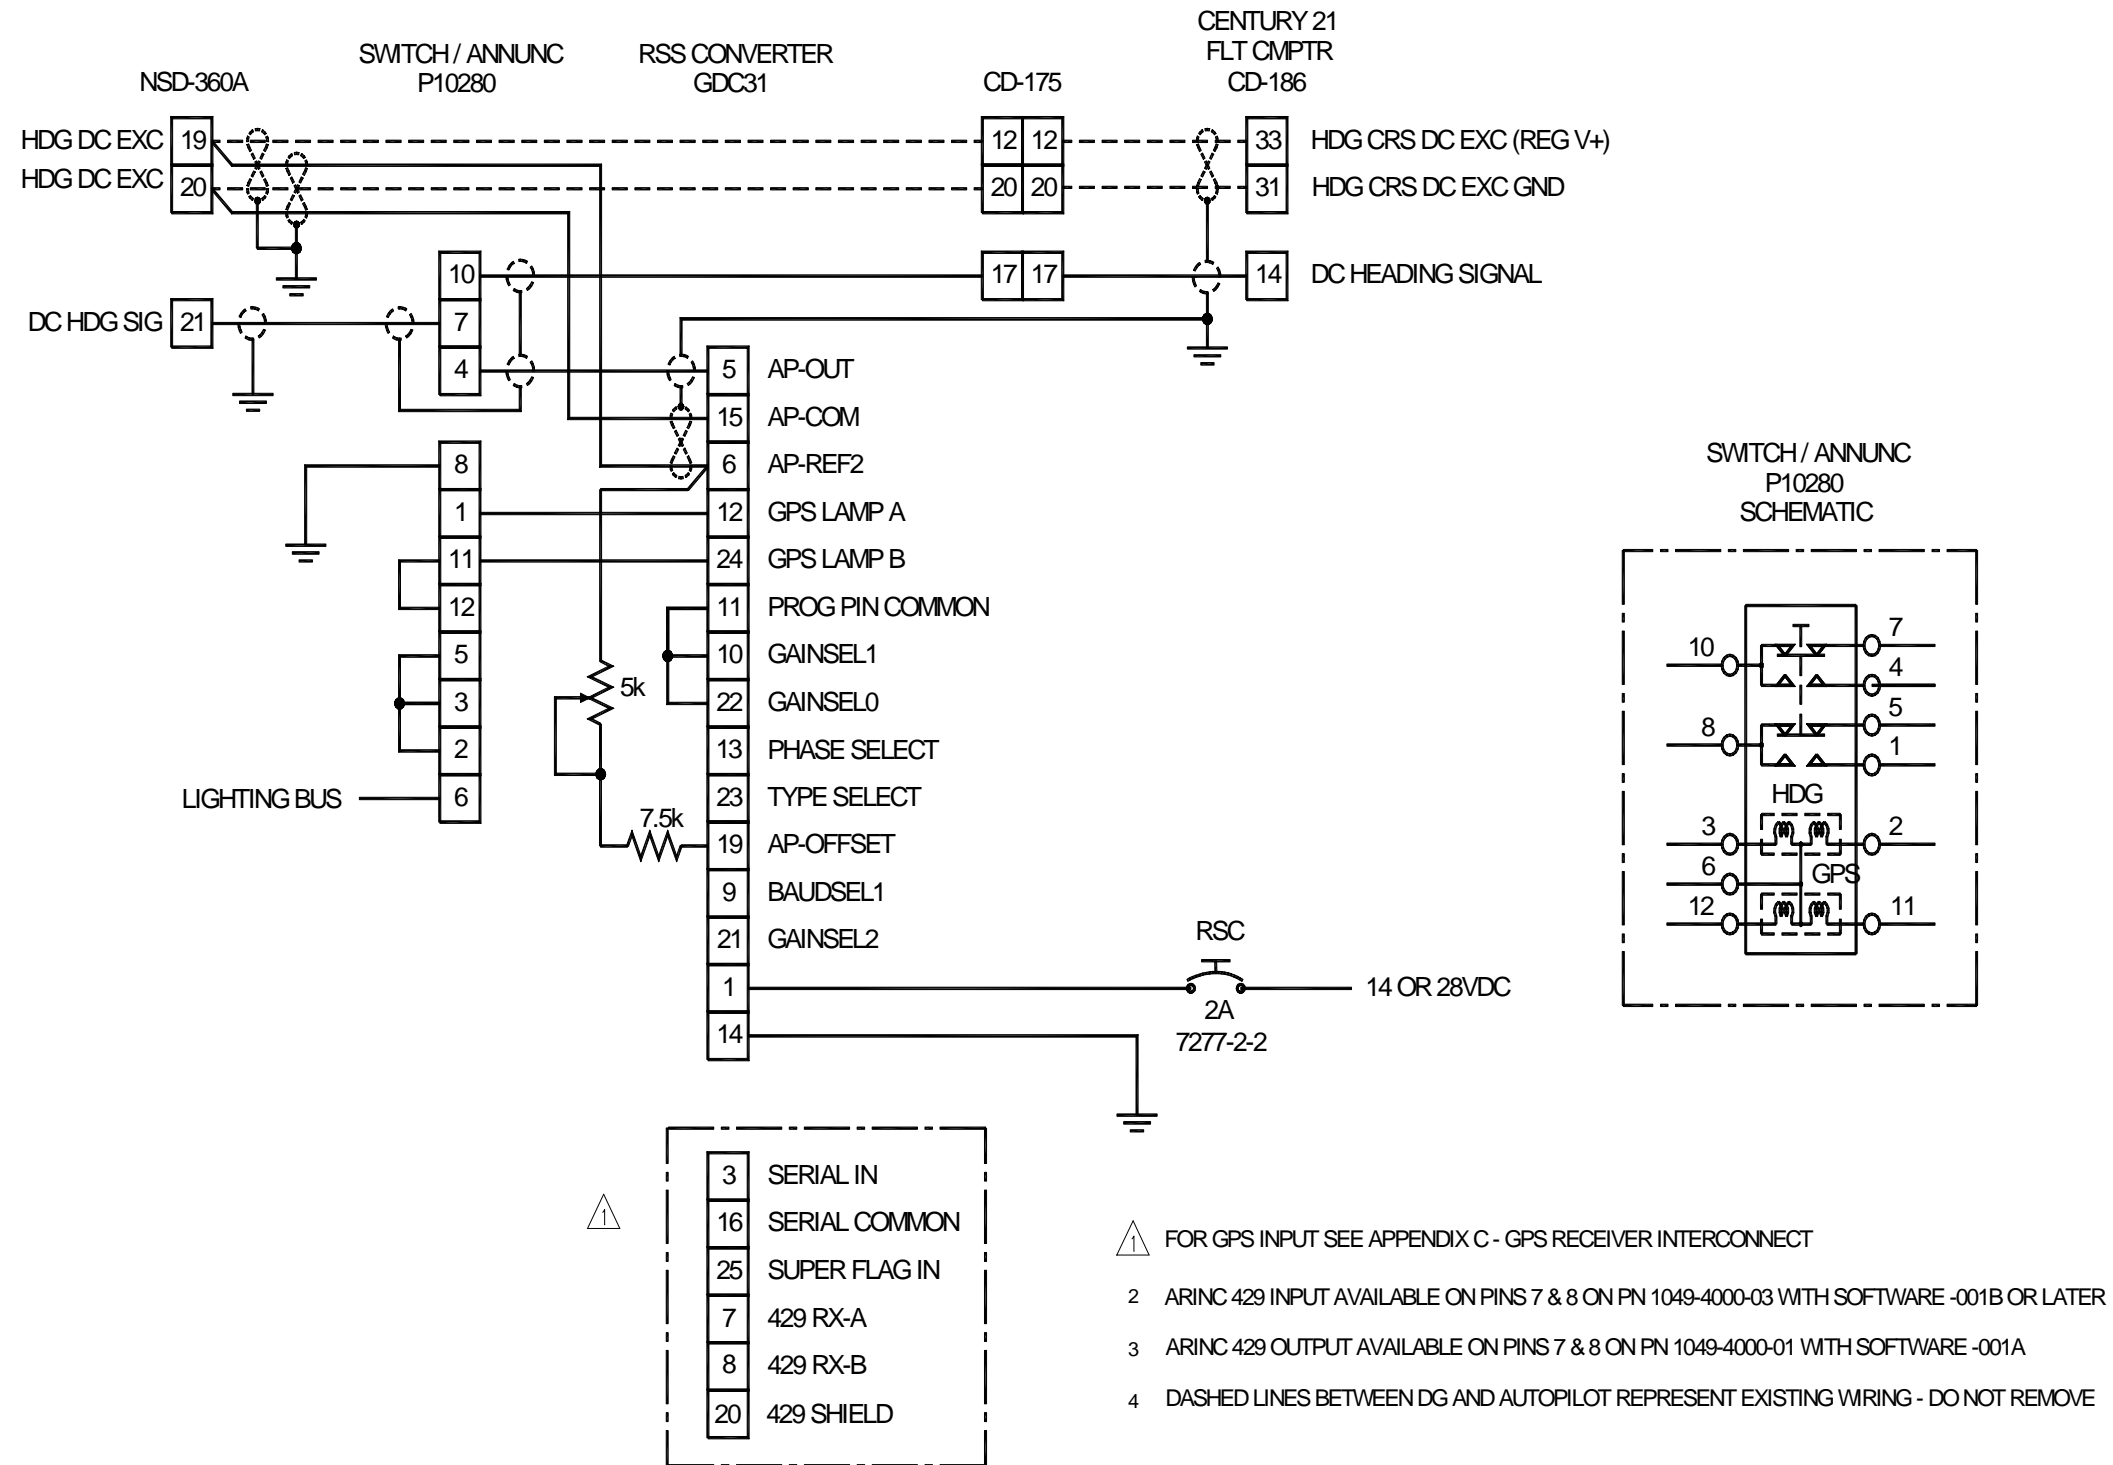 CENTURY 21
FLT CMPTR
CD-186
SWITCH / ANNUNC
P10280
RSS CONVERTER
GDC31
NSD-360A
CD-175
HDG DC EXC 19
12 12
33 HDG CRS DC EXC (REG V+)
HDG DC EXC 20
20 20
31 HDG CRS DC EXC GND
10
17 17
14 DC HEADING SIGNAL
DC HDG SIG 21
7
4
5 AP-OUT
15 AP-COM
8
6 AP-REF2
1
12 GPS LAMP A
11
24 GPS LAMP B
12
11 PROG PIN COMMON
5
10 GAINSEL1
3
5k
22 GAINSEL0
2
13 PHASE SELECT
LIGHTING BUS 6
23 TYPE SELECT
7.5k
19 AP-OFFSET
9 BAUDSEL1
21 GAINSEL2
1
RSC
2A
7277-2-2
14 OR 28VDC
14
SWITCH / ANNUNC
P10280
SCHEMATIC
10
7
4
8
5
1
HDG
3
2
6
GPS
12
11
1
3 SERIAL IN
16 SERIAL COMMON
25 SUPER FLAG IN
7 429 RX-A
8 429 RX-B
20 429 SHIELD
1 FOR GPS INPUT SEE APPENDIX C - GPS RECEIVER INTERCONNECT
2 ARINC 429 INPUT AVAILABLE ON PINS 7 & 8 ON PN 1049-4000-03 WITH SOFTWARE -001B OR LATER
3 ARINC 429 OUTPUT AVAILABLE ON PINS 7 & 8 ON PN 1049-4000-01 WITH SOFTWARE -001A
4 DASHED LINES BETWEEN DG AND AUTOPILOT REPRESENT EXISTING WIRING - DO NOT REMOVE